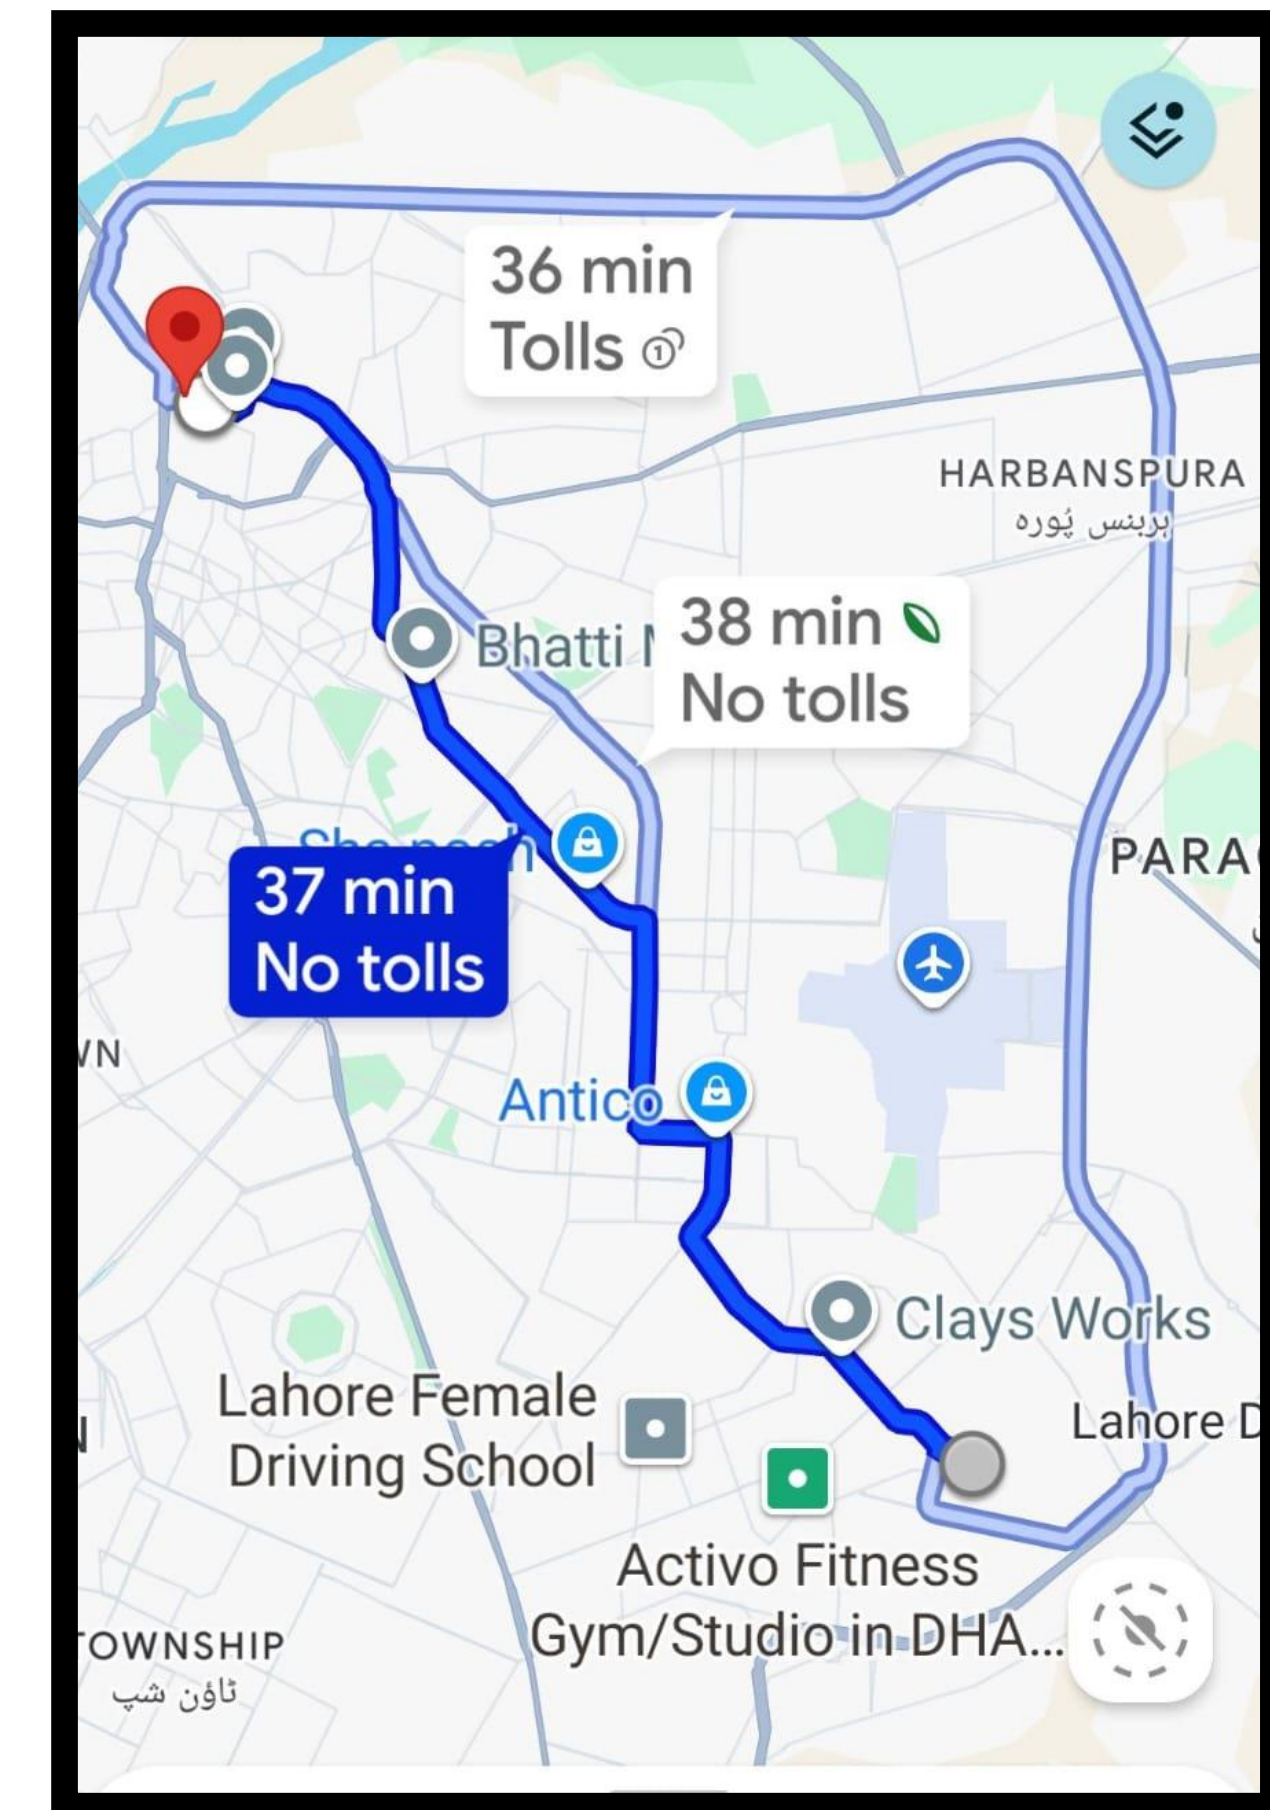 36 min
Tolls
HARBANSPURA
ہربنس پُورہ
38 min
No tolls
Bhatti
37 min
No tolls
PARA
Antico
Clays Works
Lahore Female
Driving School
Lahore D
Activo Fitness
Gym/Studio in DHA...
TOWNSHIP
ٹاؤن شپ